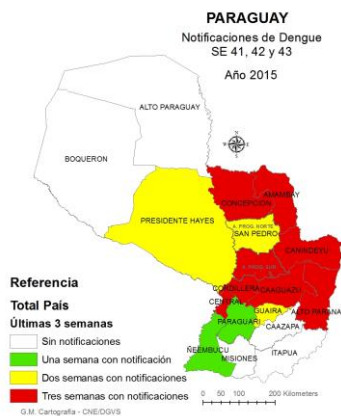 PARAGUAY
Notificaciones de Dengue
SE 41, 42 y 43
Año 2015
ALTO PARAGUAY
BOQUERON
AMAMBAY
CONCEPCION
PRESIDENTE HAYES
SAN PEDRO
CANINDEYU
CORDILLERA
CAAGUAZU
CENTRAL
ALTO PARANA
GUAIRA
PARAGUARI
CAAZAPA
ÑEEMBUCU
MISIONES
ITAPUA
Referencia
Total País
Últimas 3 semanas
Sin notificaciones
Una semana con notificación
Dos semanas con notificaciones
Tres semanas con notificaciones
0 50 100 200 Kilometers
G.M. Cartografía - CNE/DGVS